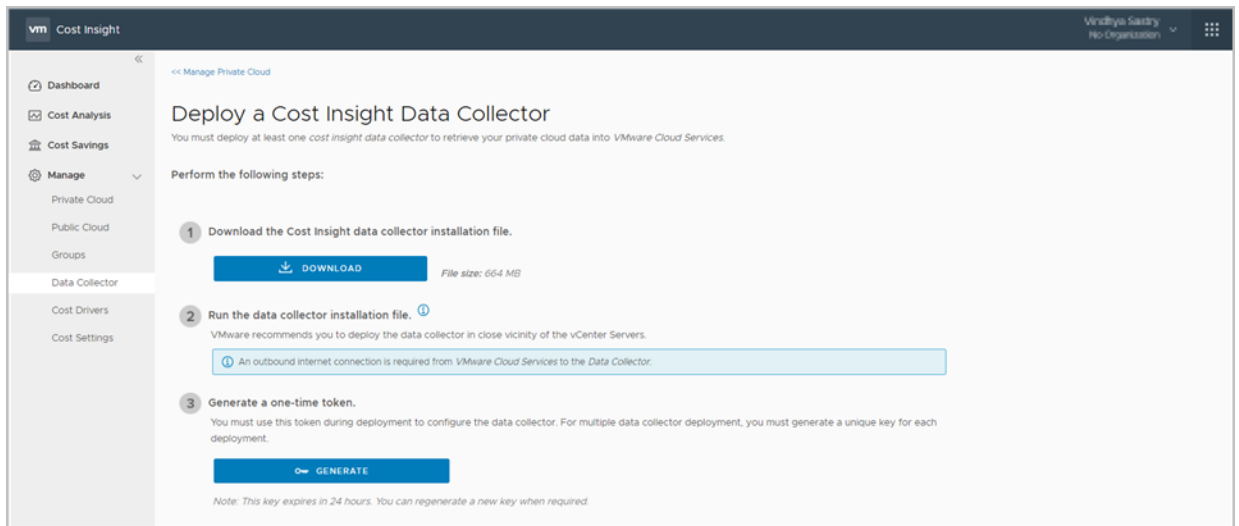 vm Cost Insight
Vindhya Sastry
No Organization
Dashboard
Cost Analysis
Cost Savings
Manage
Private Cloud
Public Cloud
Groups
Data Collector
Cost Drivers
Cost Settings
<< Manage Private Cloud
Deploy a Cost Insight Data Collector
You must deploy at least one cost insight data collector to retrieve your private cloud data into VMware Cloud Services.
Perform the following steps:
1 Download the Cost Insight data collector installation file.
DOWNLOAD File size: 664 MB
2 Run the data collector installation file.
VMware recommends you to deploy the data collector in close vicinity of the vCenter Servers.
An outbound internet connection is required from VMware Cloud Services to the Data Collector.
3 Generate a one-time token.
You must use this token during deployment to configure the data collector. For multiple data collector deployment, you must generate a unique key for each
deployment.
GENERATE
Note: This key expires in 24 hours. You can regenerate a new key when required.